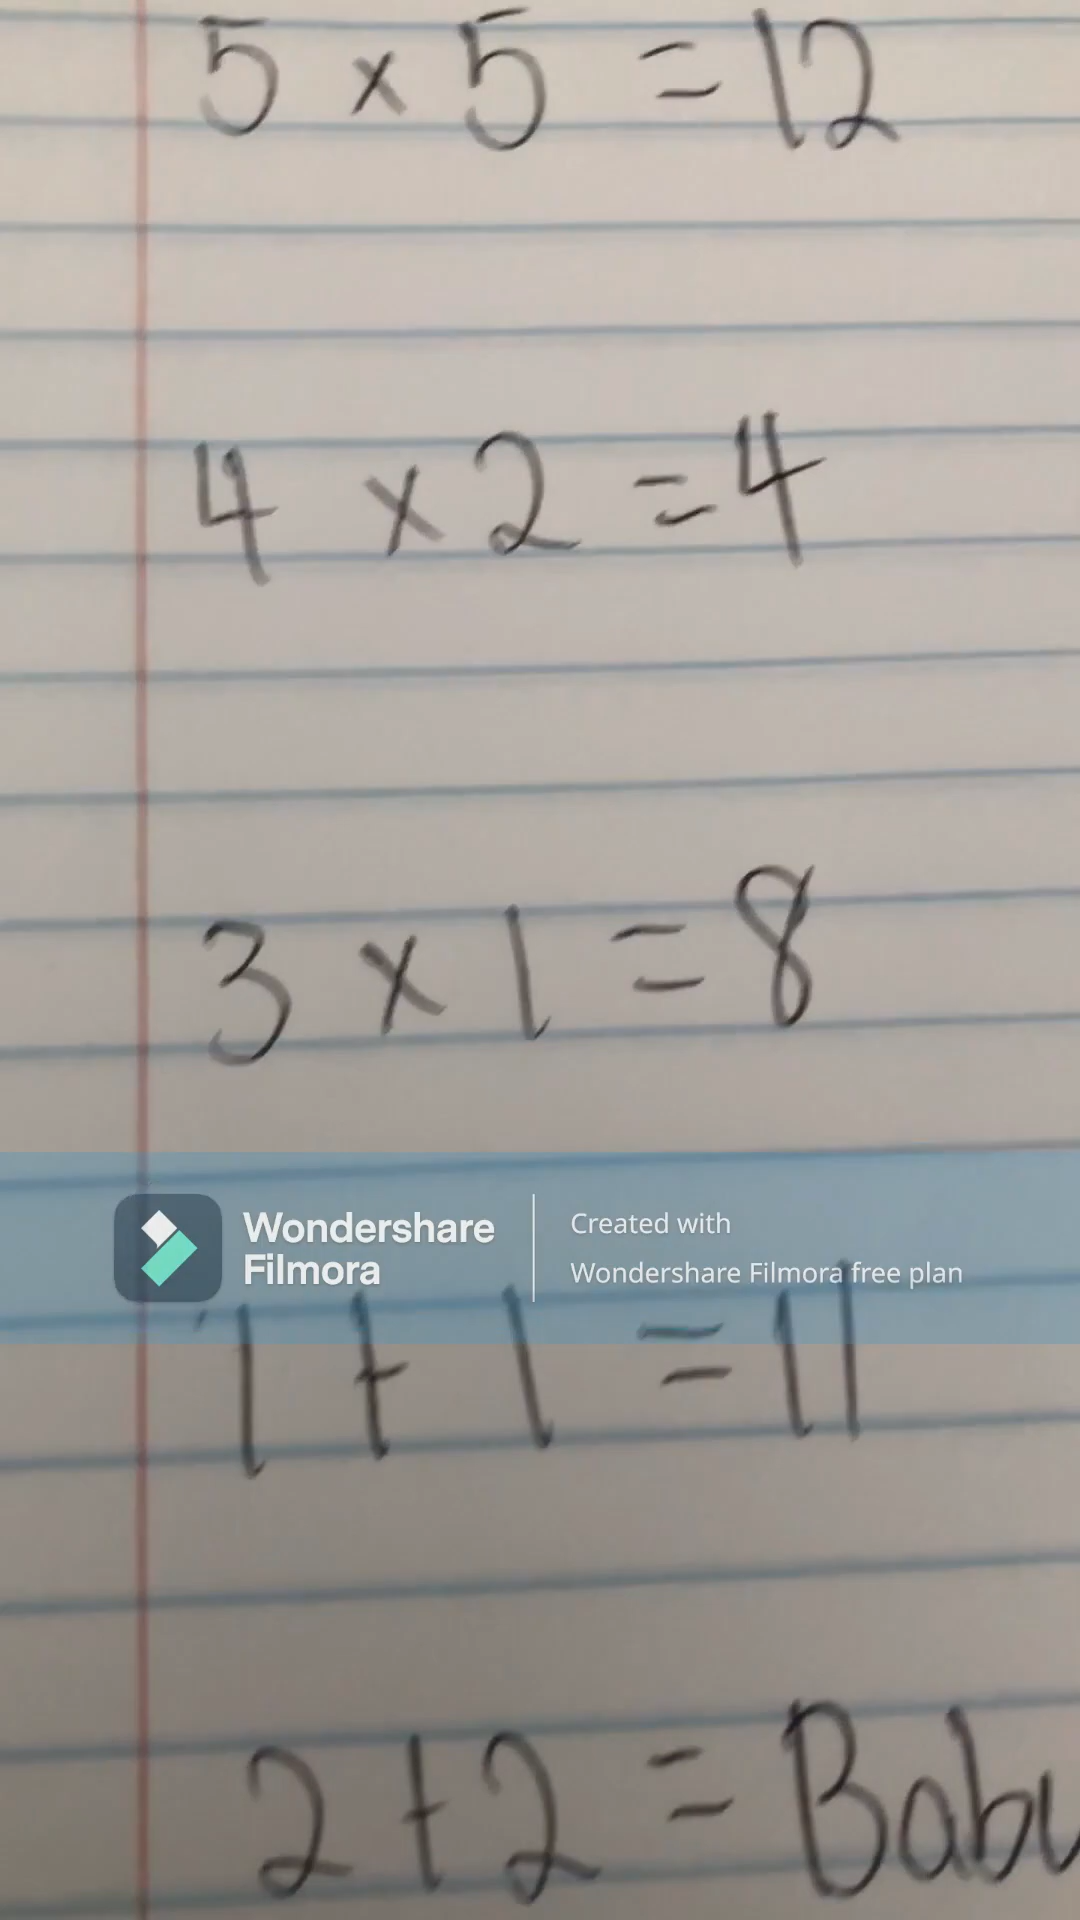 5 x 5 = 12
4 x 2 = 4
3 x 1 = 8
Wondershare Filmora
Created with
Wondershare Filmora free plan
1 + 1 = 11
2 + 2 =